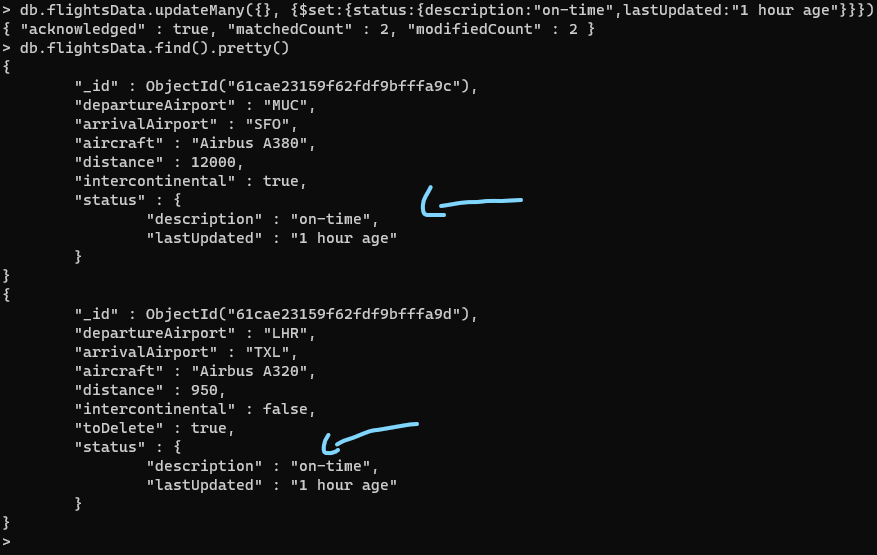 > db.flightsData.updateMany({}, {$set:{status:{description:"on-time",lastUpdated:"1 hour age"}}})
{ "acknowledged" : true, "matchedCount" : 2, "modifiedCount" : 2 }
> db.flightsData.find().pretty()
{
"_id" : ObjectId("61cae23159f62fdf9bfffa9c"),
"departureAirport" : "MUC",
"arrivalAirport" : "SFO",
"aircraft" : "Airbus A380",
"distance" : 12000,
"intercontinental" : true,
"status" : {
"description" : "on-time",
"lastUpdated" : "1 hour age"
}
}
{
"_id" : ObjectId("61cae23159f62fdf9bfffa9d"),
"departureAirport" : "LHR",
"arrivalAirport" : "TXL",
"aircraft" : "Airbus A320",
"distance" : 950,
"intercontinental" : false,
"toDelete" : true,
"status" : {
"description" : "on-time",
"lastUpdated" : "1 hour age"
}
}
>